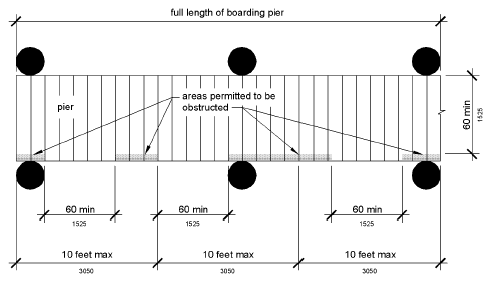 full length of boarding pier
pier
areas permitted to be
obstructed
60 min
1525
60 min
60 min
60 min
1525
1525
1525
10 feet max
10 feet max
10 feet max
3050
3050
3050